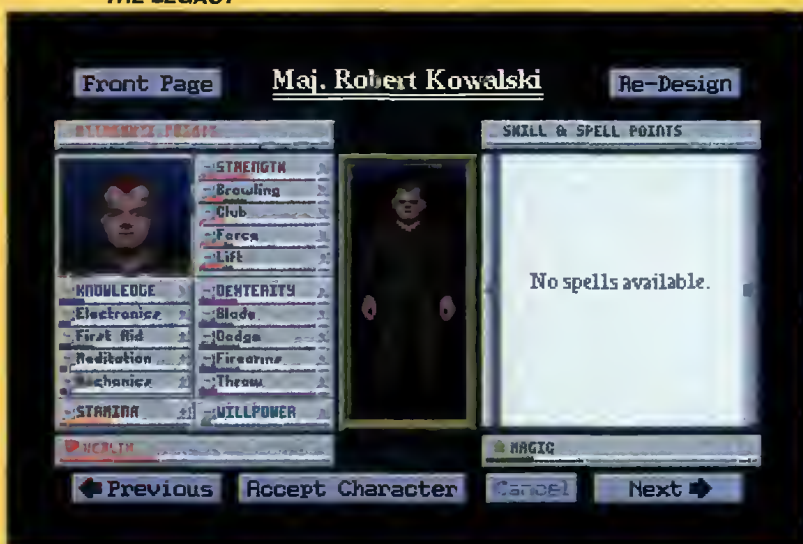 THE LEGACY
Front Page
Maj. Robert Kowalski
Re-Design
SKILL & SPELL POINTS
STRENGTH
Brawling
Club
Force
Lift
KNOWLEDGE
Electronics
First Aid
Meditation
Mechanics
DEXTERITY
Blade
Dodge
Firearms
Throw
STAMINA
WILLPOWER
HEALTH
No spells available.
MAGIC
Previous
Accept Character
Cancel
Next